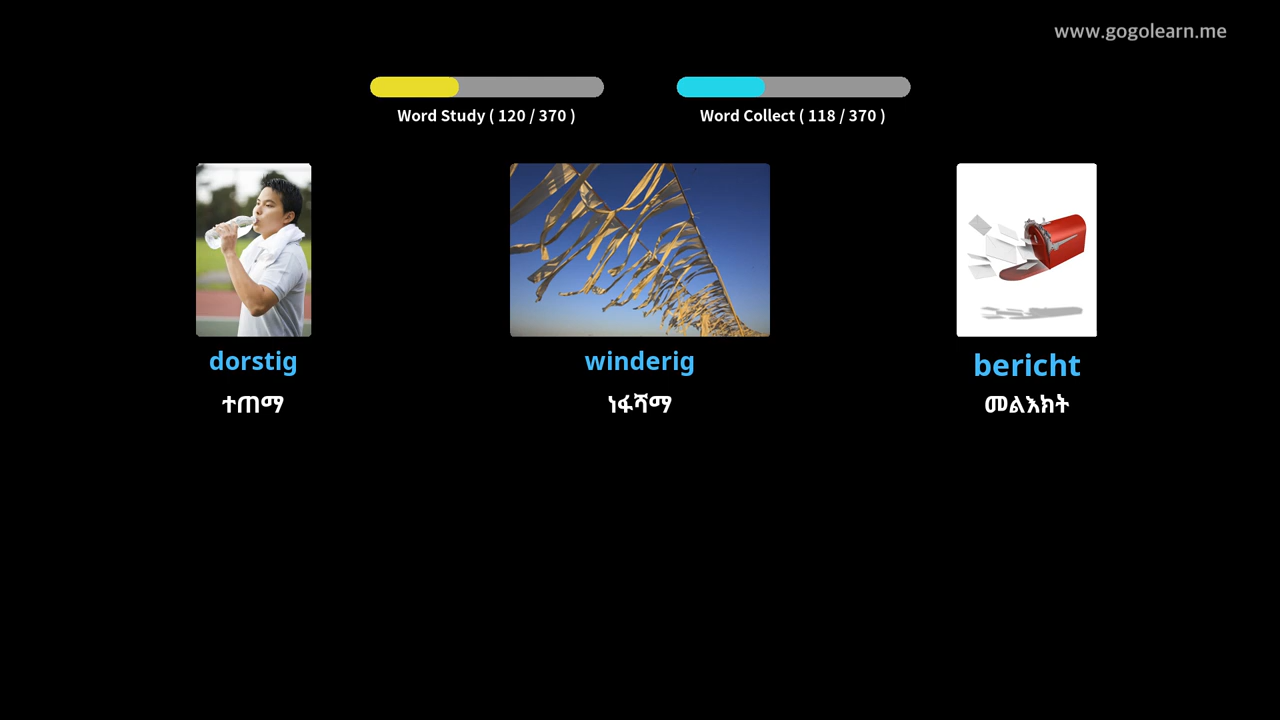 www.gogolearn.me
Word Study ( 120 / 370 )
Word Collect ( 118 / 370 )
dorstig
ተጠማ
winderig
ነፋሻማ
bericht
መልእክት